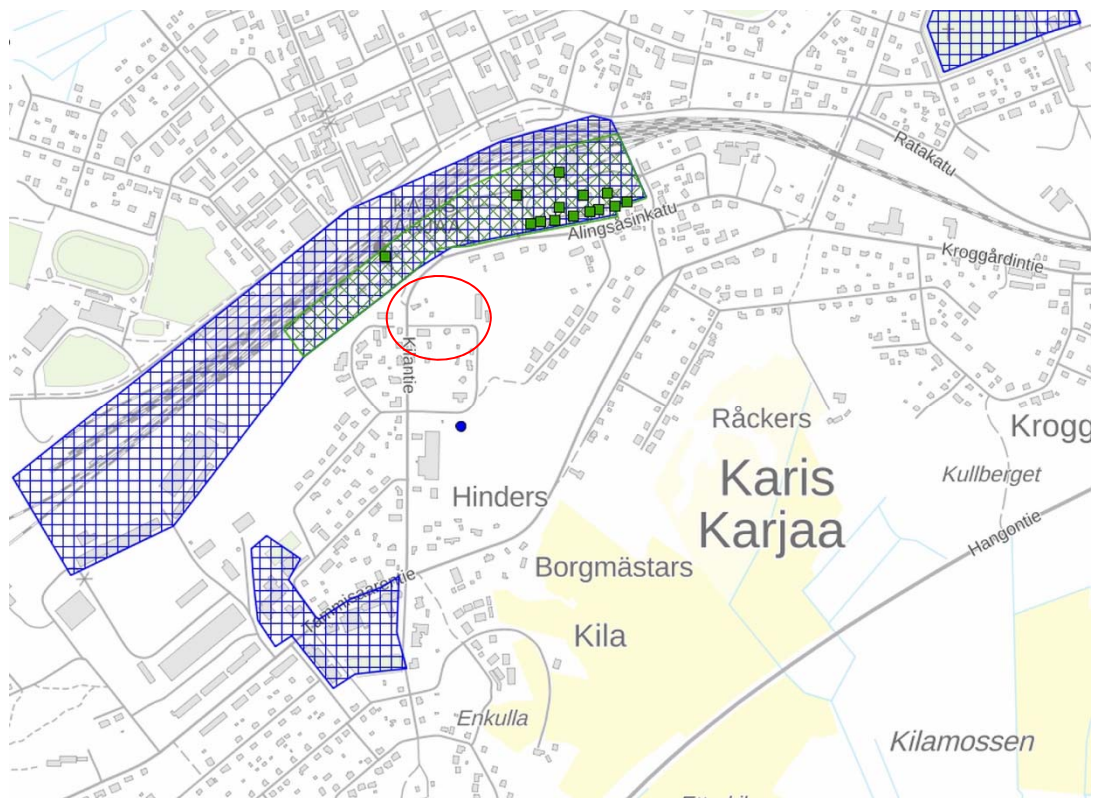 Ratakatu
Alingsåsinkatu
Kroggårdintie
Kilantie
Råckers
Krogg
Karis
Karjaa
Kullberget
Hinders
Hangontie
Borgmästars
Tammisaarentie
Kila
Enkulla
Kilamossen